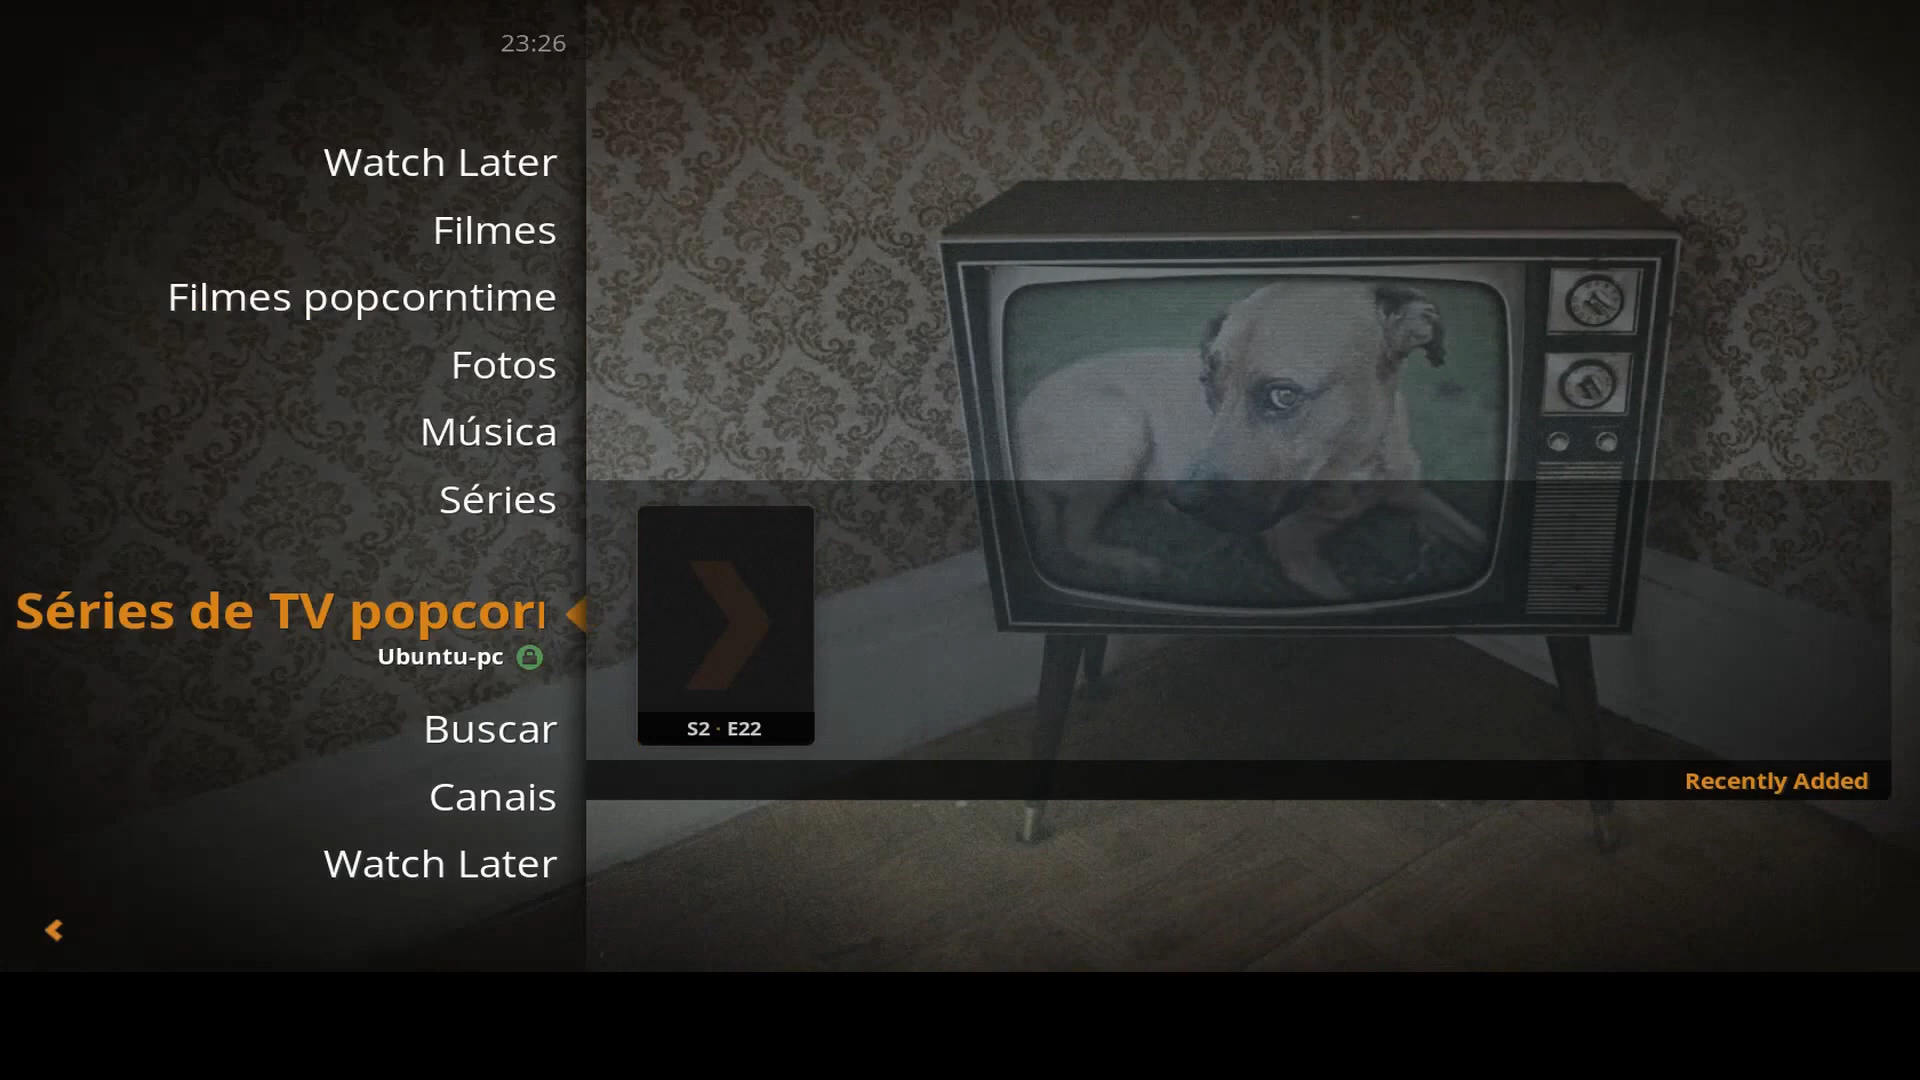 23:26
Watch Later
Filmes
Filmes popcorntime
Fotos
Música
Séries
Séries de TV popcor
Ubuntu-pc
Buscar
Canais
Watch Later
S2 · E22
Recently Added